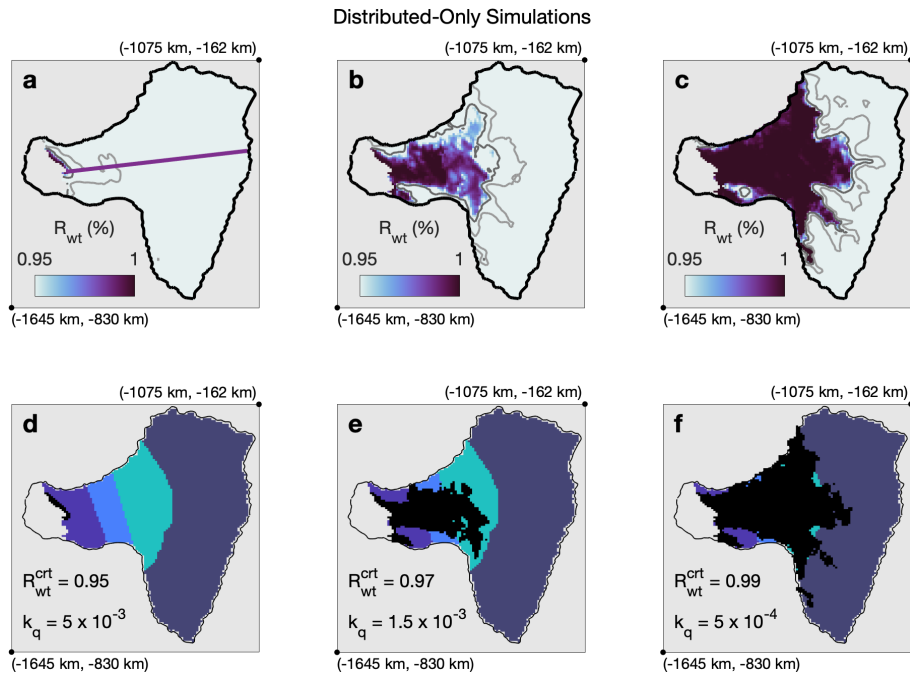 Distributed-Only Simulations
(-1075 km, -162 km)
(-1075 km, -162 km)
(-1075 km, -162 km)
a
b
c
R_wt (%)
R_wt (%)
R_wt (%)
0.95 1
0.95 1
0.95 1
(-1645 km, -830 km)
(-1645 km, -830 km)
(-1645 km, -830 km)
(-1075 km, -162 km)
(-1075 km, -162 km)
(-1075 km, -162 km)
d
e
f
R_wt^crt = 0.95
R_wt^crt = 0.97
R_wt^crt = 0.99
k_q = 5 x 10^-3
k_q = 1.5 x 10^-3
k_q = 5 x 10^-4
(-1645 km, -830 km)
(-1645 km, -830 km)
(-1645 km, -830 km)